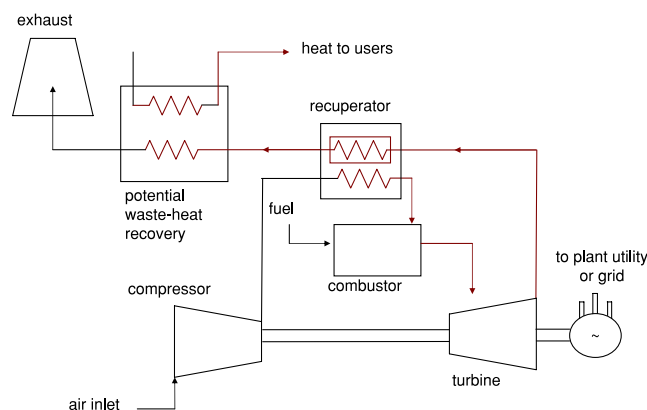 exhaust
heat to users
recuperator
potential
waste-heat
recovery
fuel
combustor
to plant utility
or grid
compressor
~
turbine
air inlet